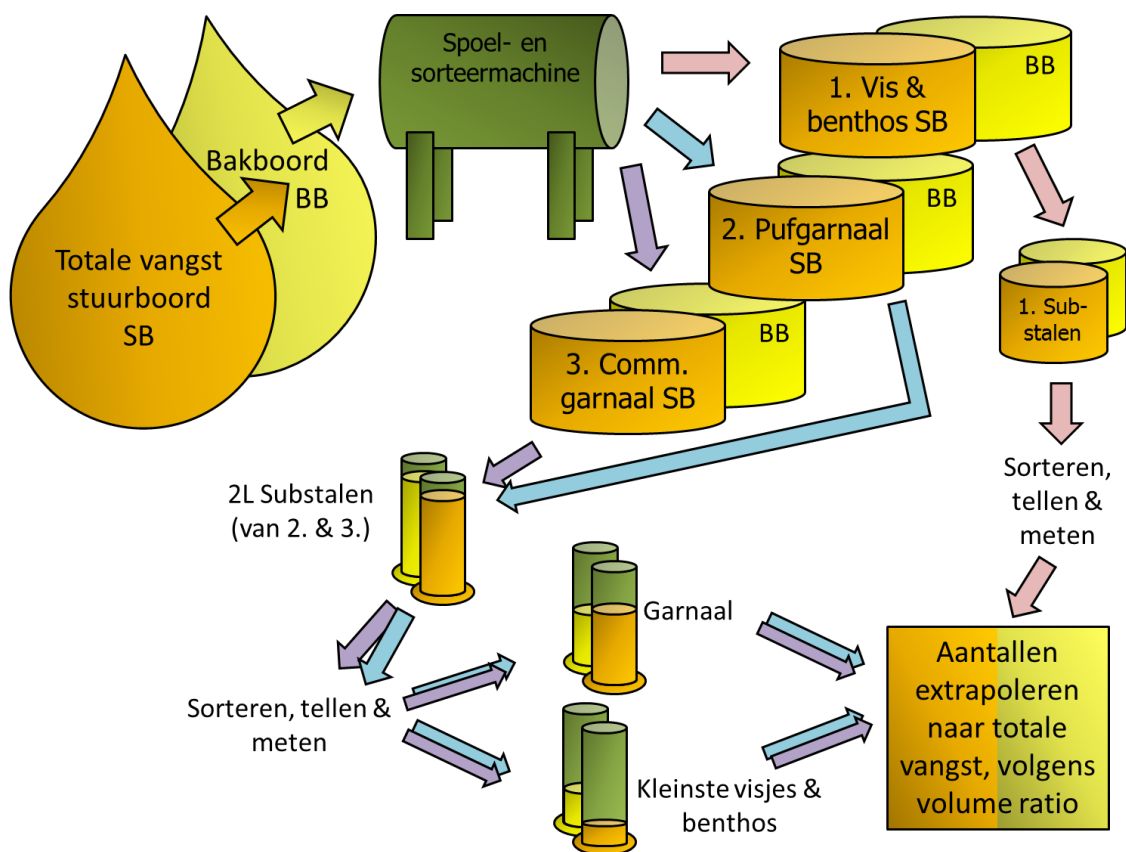 Spoel- en
sorteermachine
Bakboord
BB
Totale vangst
stuurboord
SB
BB
1. Vis &
benthos SB
BB
2. Pufgarnaal
SB
BB
3. Comm.
garnaal SB
1. Sub-
stalen
Sorteren,
tellen &
meten
2L Substalen
(van 2. & 3.)
Garnaal
Sorteren, tellen &
meten
Kleinste visjes &
benthos
Aantallen
extrapoleren
naar totale
vangst, volgens
volume ratio